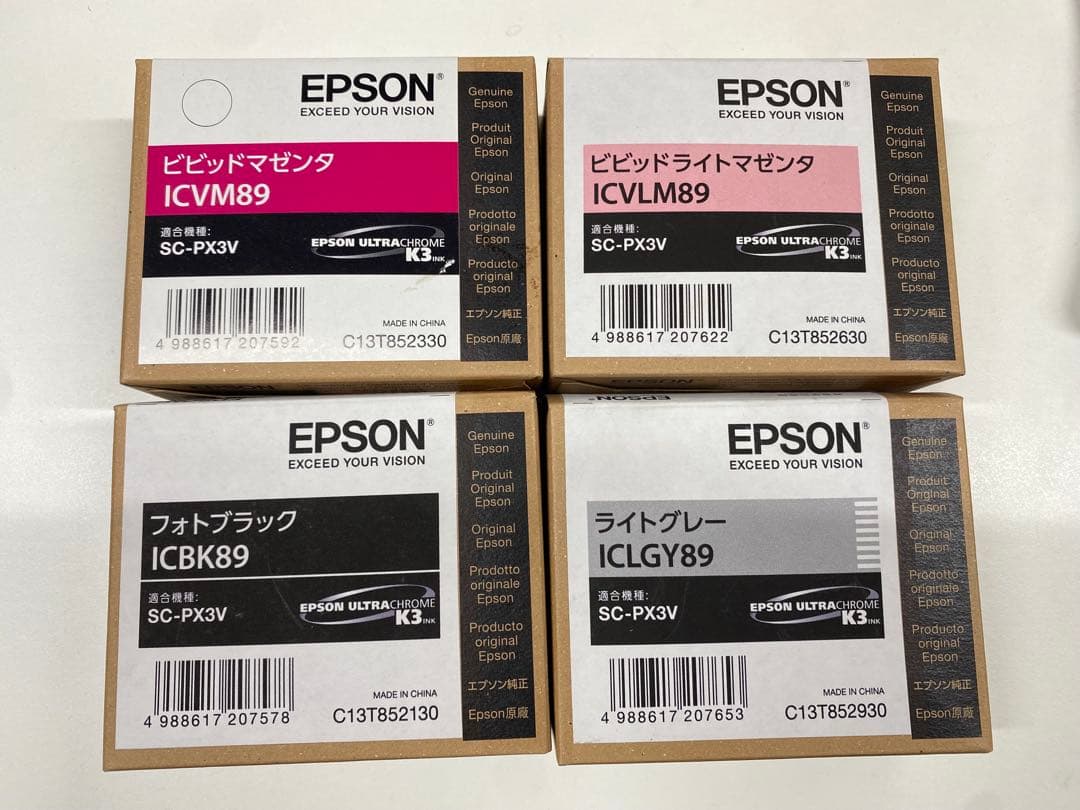 EPSON®
EXCEED YOUR VISION
ビビッドマゼンタ
ICVM89
適合機種:
SC-PX3V
EPSON ULTRACHROME
K3 INK
4 988617 207592
MADE IN CHINA
C13T852330
Genuine
Epson
Produit
Original
Epson
Original
Epson
Prodotto
originale
Epson
Producto
original
Epson
エプソン純正
Epson原廠
EPSON®
EXCEED YOUR VISION
ビビッドライトマゼンタ
ICVLM89
適合機種:
SC-PX3V
EPSON ULTRACHROME
K3 INK
4 988617 207622
MADE IN CHINA
C13T852630
Genuine
Epson
Produit
Original
Epson
Original
Epson
Prodotto
originale
Epson
Producto
original
Epson
エプソン純正
Epson原廠
EPSON®
EXCEED YOUR VISION
フォトブラック
ICBK89
適合機種:
SC-PX3V
EPSON ULTRACHROME
K3 INK
4 988617 207578
MADE IN CHINA
C13T852130
Genuine
Epson
Produit
Original
Epson
Original
Epson
Prodotto
originale
Epson
Producto
original
Epson
エプソン純正
Epson原廠
EPSON
EPSON®
EXCEED YOUR VISION
ライトグレー
ICLGY89
適合機種:
SC-PX3V
EPSON ULTRACHROME
K3 INK
4 988617 207653
MADE IN CHINA
C13T852930
Genuine
Epson
Produit
Original
Epson
Original
Epson
Prodotto
originale
Epson
Producto
original
Epson
エプソン純正
Epson原廠